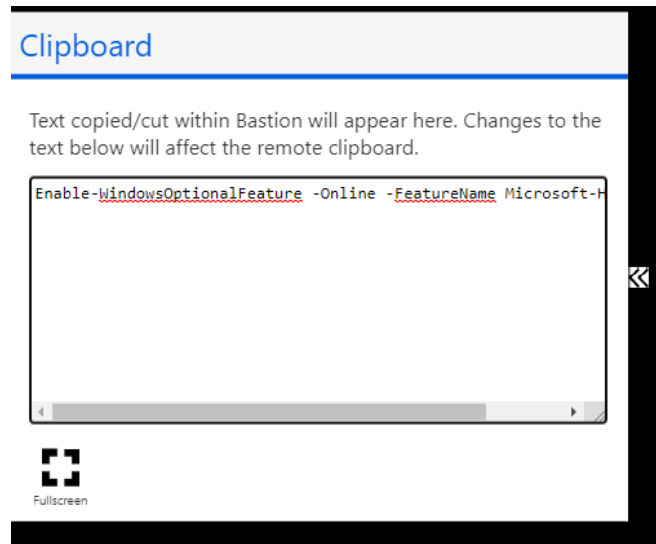 Clipboard
Text copied/cut within Bastion will appear here. Changes to the
text below will affect the remote clipboard.
Enable-WindowsOptionalFeature -Online -FeatureName Microsoft-H
Fullscreen